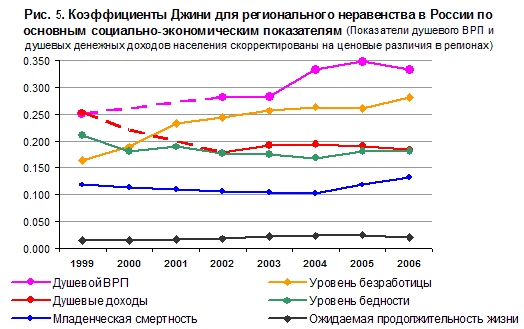 Рис. 5. Коэффициенты Джини для регионального неравенства в России по
основным социально-экономическим показателям (Показатели душевого ВРП и
душевых денежных доходов населения скорректированы на ценовые различия в регионах)
0.350
0.300
0.250
0.200
0.150
0.100
0.050
0.000
1999 2000 2001 2002 2003 2004 2005 2006
Душевой ВРП Уровень безработицы
Душевые доходы Уровень бедности
Младенческая смертность Ожидаемая продолжительность жизни